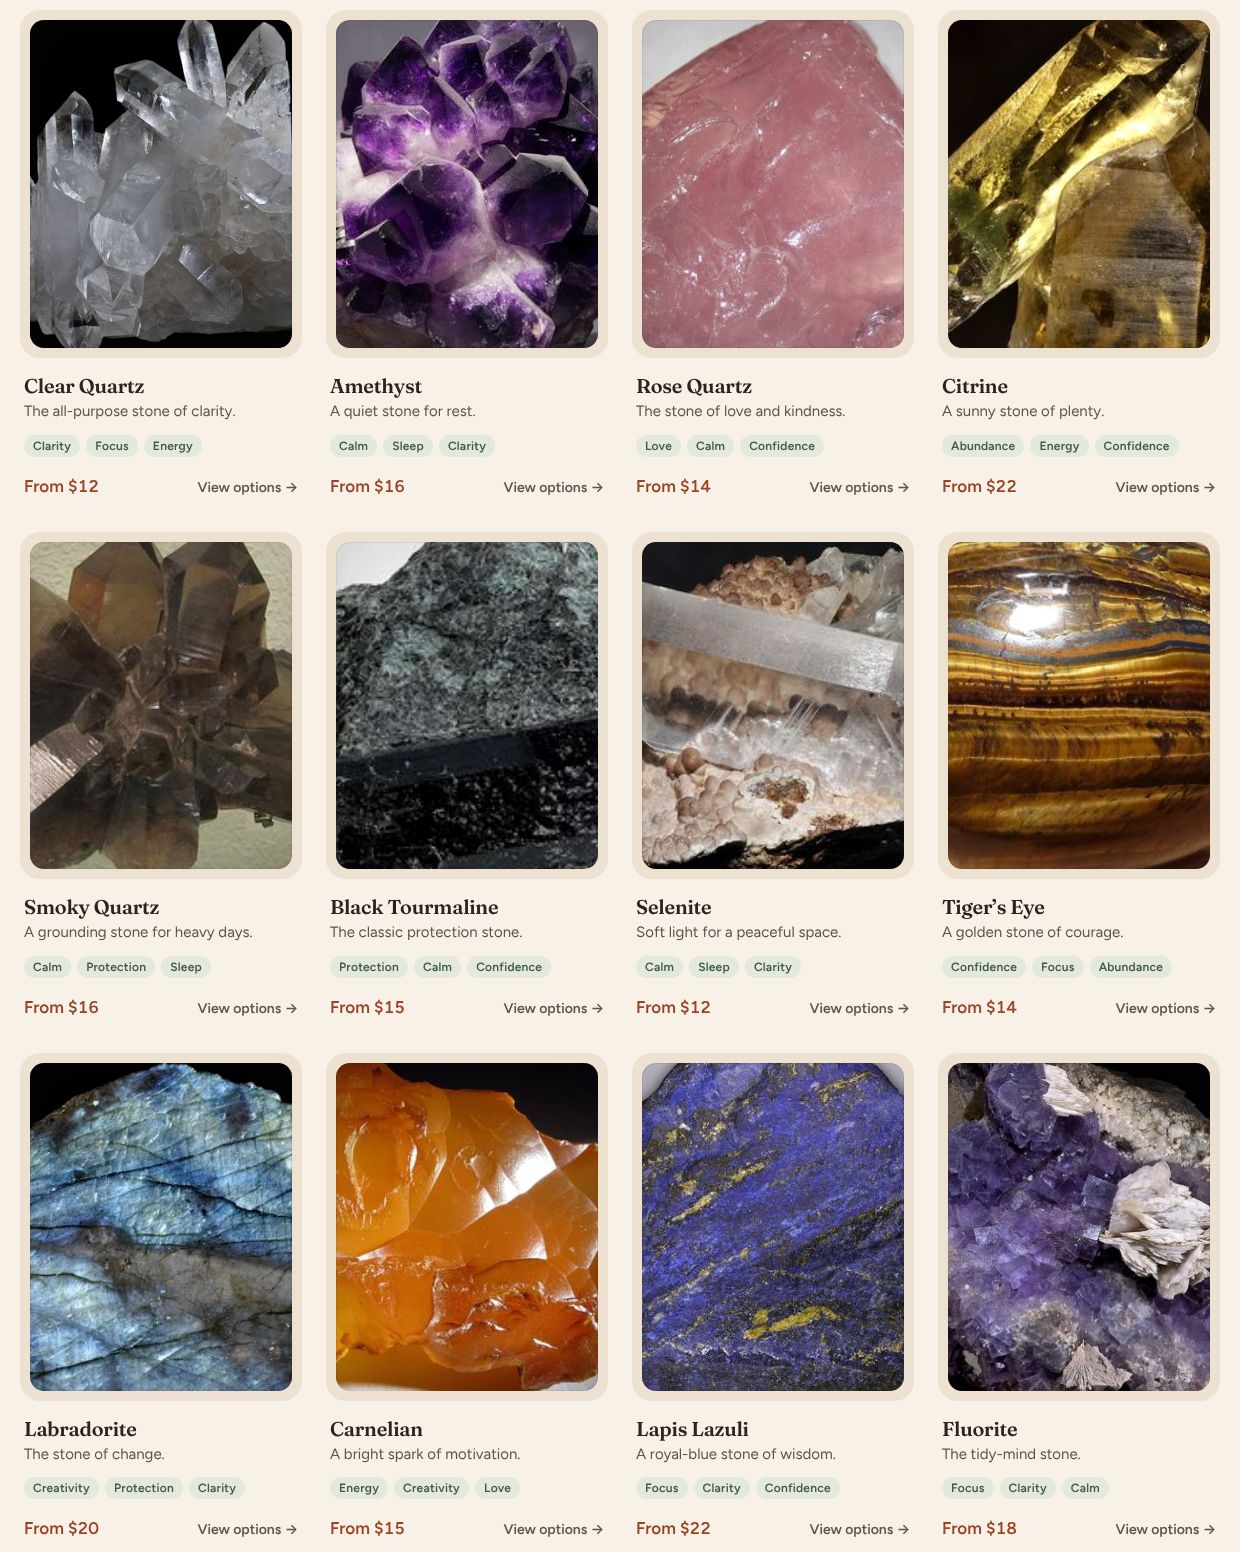 Clear Quartz
The all-purpose stone of clarity.
Clarity Focus Energy
From $12 View options →
Amethyst
A quiet stone for rest.
Calm Sleep Clarity
From $16 View options →
Rose Quartz
The stone of love and kindness.
Love Calm Confidence
From $14 View options →
Citrine
A sunny stone of plenty.
Abundance Energy Confidence
From $22 View options →
Smoky Quartz
A grounding stone for heavy days.
Calm Protection Sleep
From $16 View options →
Black Tourmaline
The classic protection stone.
Protection Calm Confidence
From $15 View options →
Selenite
Soft light for a peaceful space.
Calm Sleep Clarity
From $12 View options →
Tiger’s Eye
A golden stone of courage.
Confidence Focus Abundance
From $14 View options →
Labradorite
The stone of change.
Creativity Protection Clarity
From $20 View options →
Carnelian
A bright spark of motivation.
Energy Creativity Love
From $15 View options →
Lapis Lazuli
A royal-blue stone of wisdom.
Focus Clarity Confidence
From $22 View options →
Fluorite
The tidy-mind stone.
Focus Clarity Calm
From $18 View options →